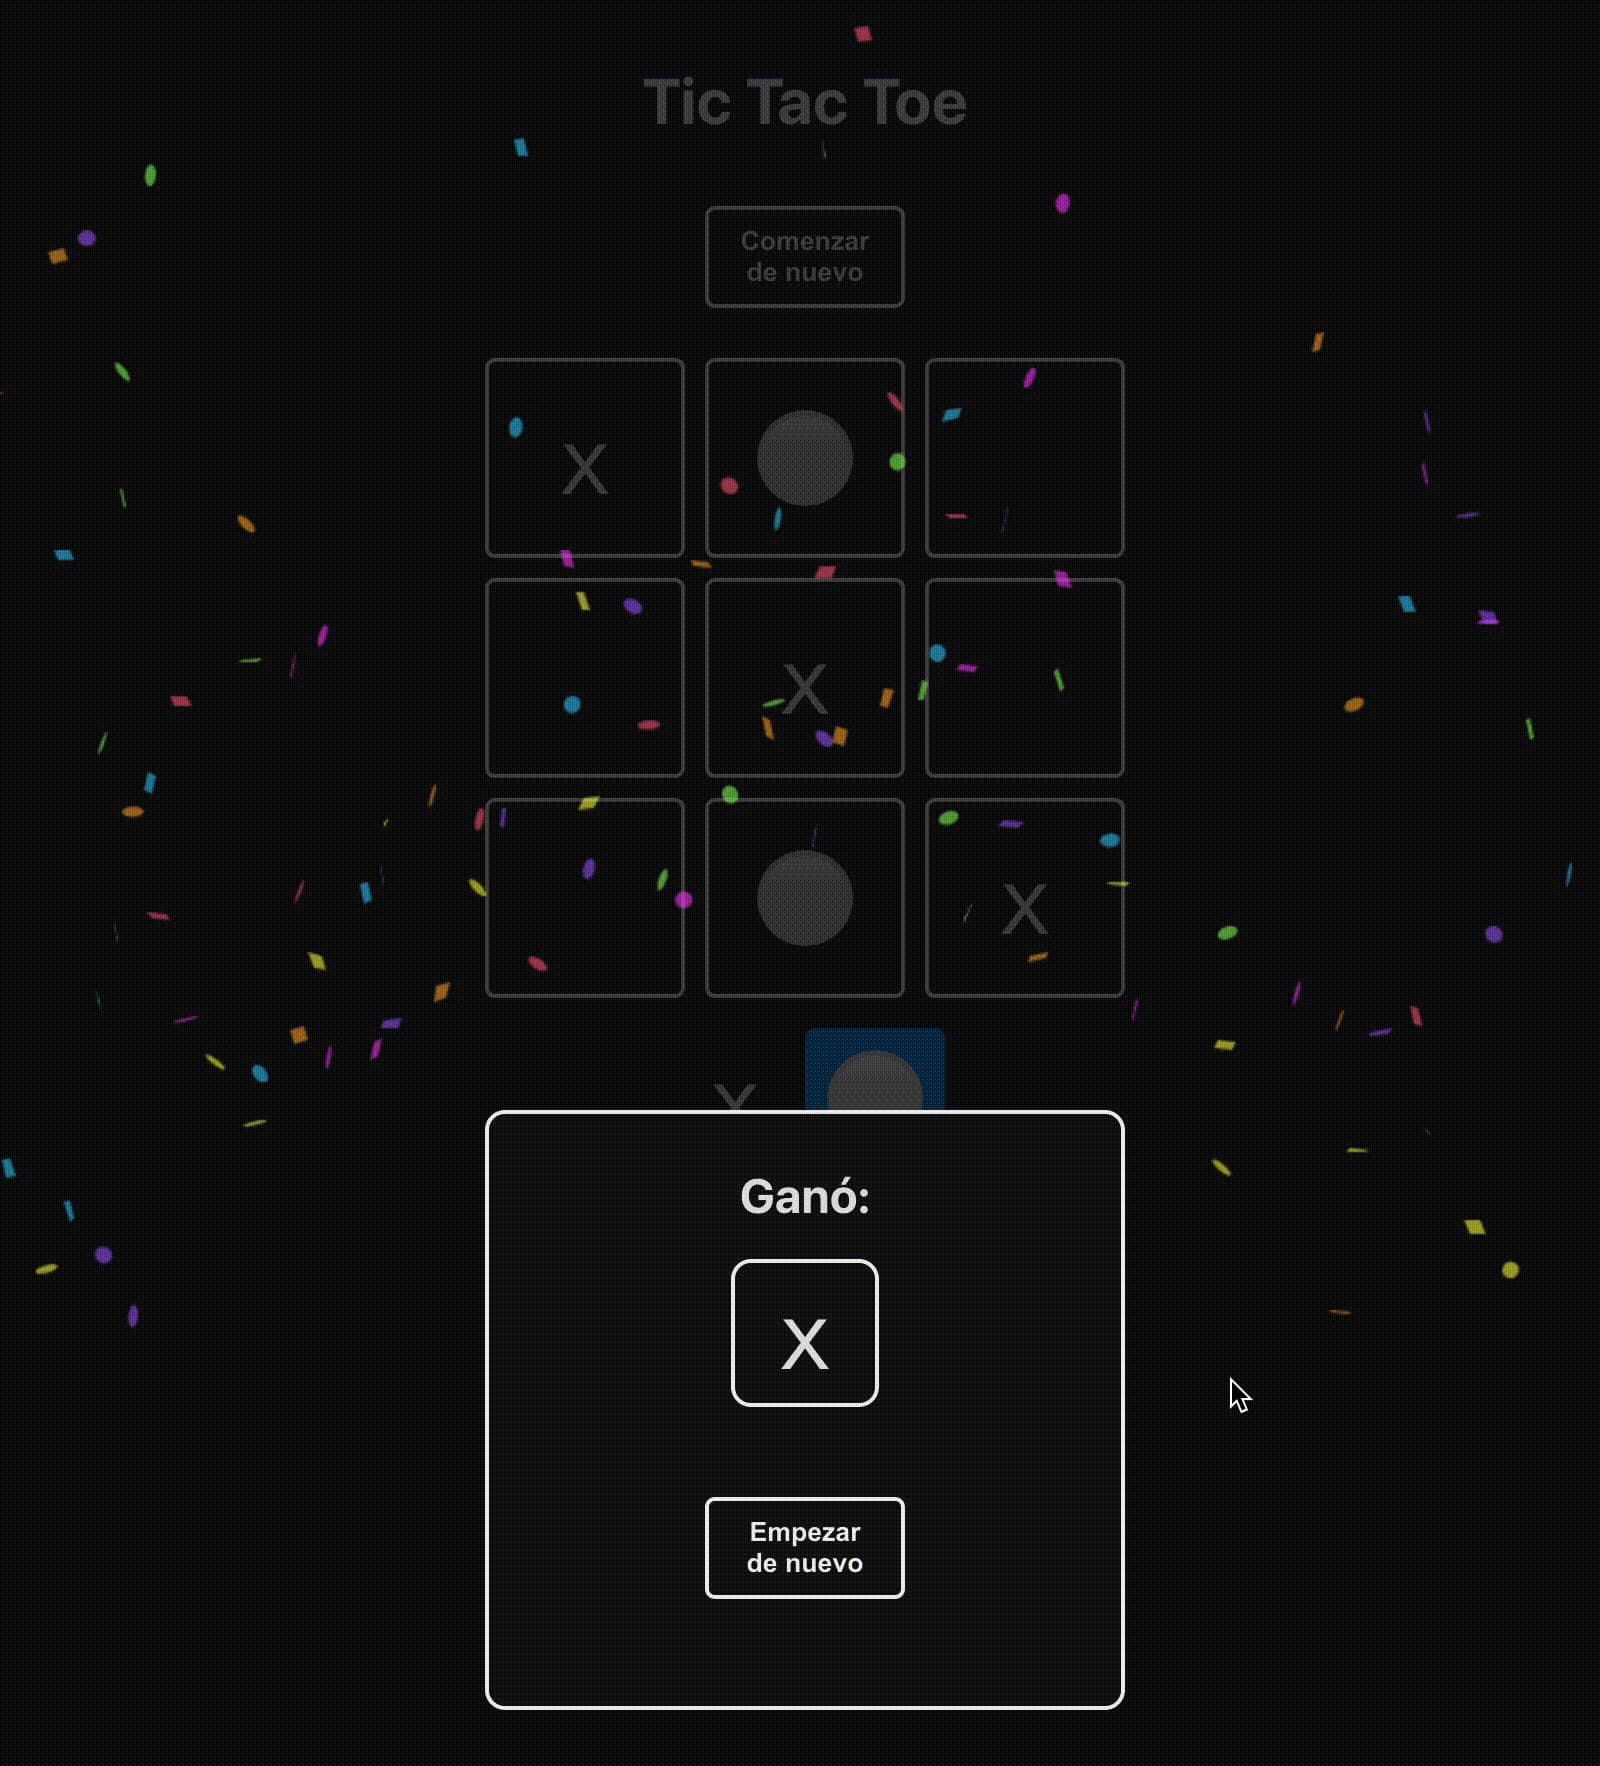 Tic Tac Toe
Comenzar
de nuevo
X
X
X
X
Ganó:
X
Empezar
de nuevo